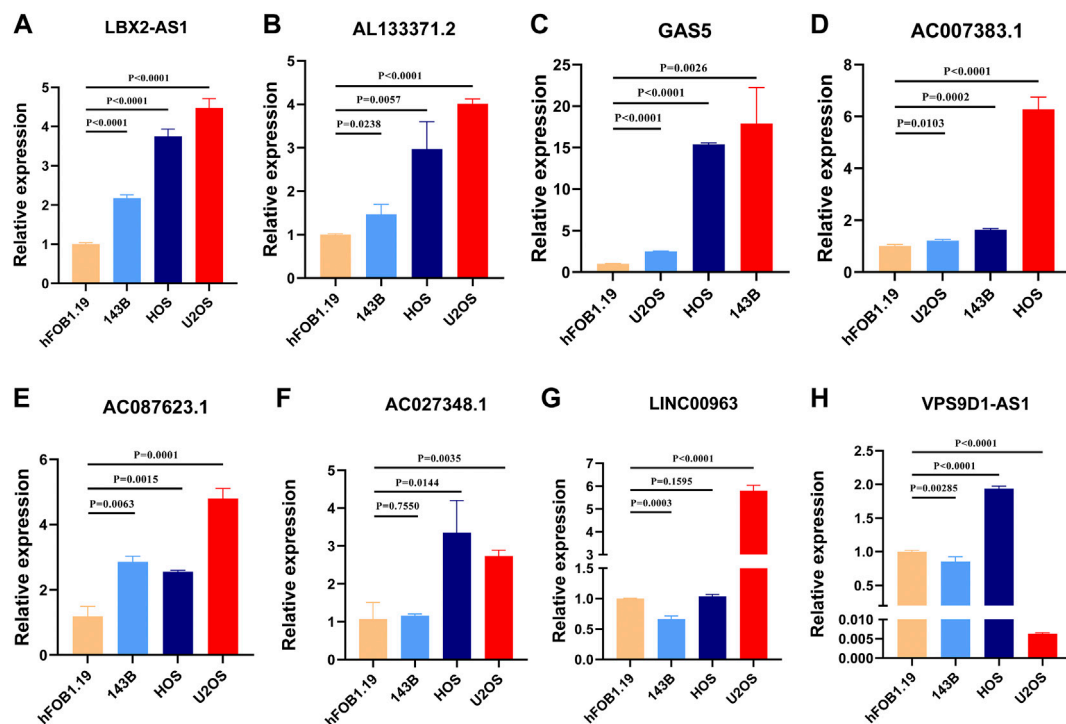 A
LBX2-AS1
Relative expression
5
4
3
2
1
0
P<0.0001
P<0.0001
P<0.0001
hFOB1.19
143B
HOS
U2OS
B
AL133371.2
Relative expression
5
4
3
2
1
0
P<0.0001
P=0.0057
P=0.0238
hFOB1.19
143B
HOS
U2OS
C
GAS5
Relative expression
25
20
15
10
5
0
P=0.0026
P<0.0001
P<0.0001
hFOB1.19
U2OS
HOS
143B
D
AC007383.1
Relative expression
8
6
4
2
0
P<0.0001
P=0.0002
P=0.0103
hFOB1.19
U2OS
143B
HOS
E
AC087623.1
Relative expression
6
4
2
0
P=0.0001
P=0.0015
P=0.0063
hFOB1.19
143B
HOS
U2OS
F
AC027348.1
Relative expression
5
4
3
2
1
0
P=0.0035
P=0.0144
P=0.7550
hFOB1.19
143B
HOS
U2OS
G
LINC00963
Relative expression
7
6
5
4
3
1.5
1.0
0.5
0.0
P<0.0001
P=0.1595
P=0.0003
hFOB1.19
143B
HOS
U2OS
H
VPS9D1-AS1
Relative expression
2.5
2.0
1.5
1.0
0.5
0.010
0.005
0.000
P<0.0001
P<0.0001
P=0.00285
hFOB1.19
143B
HOS
U2OS